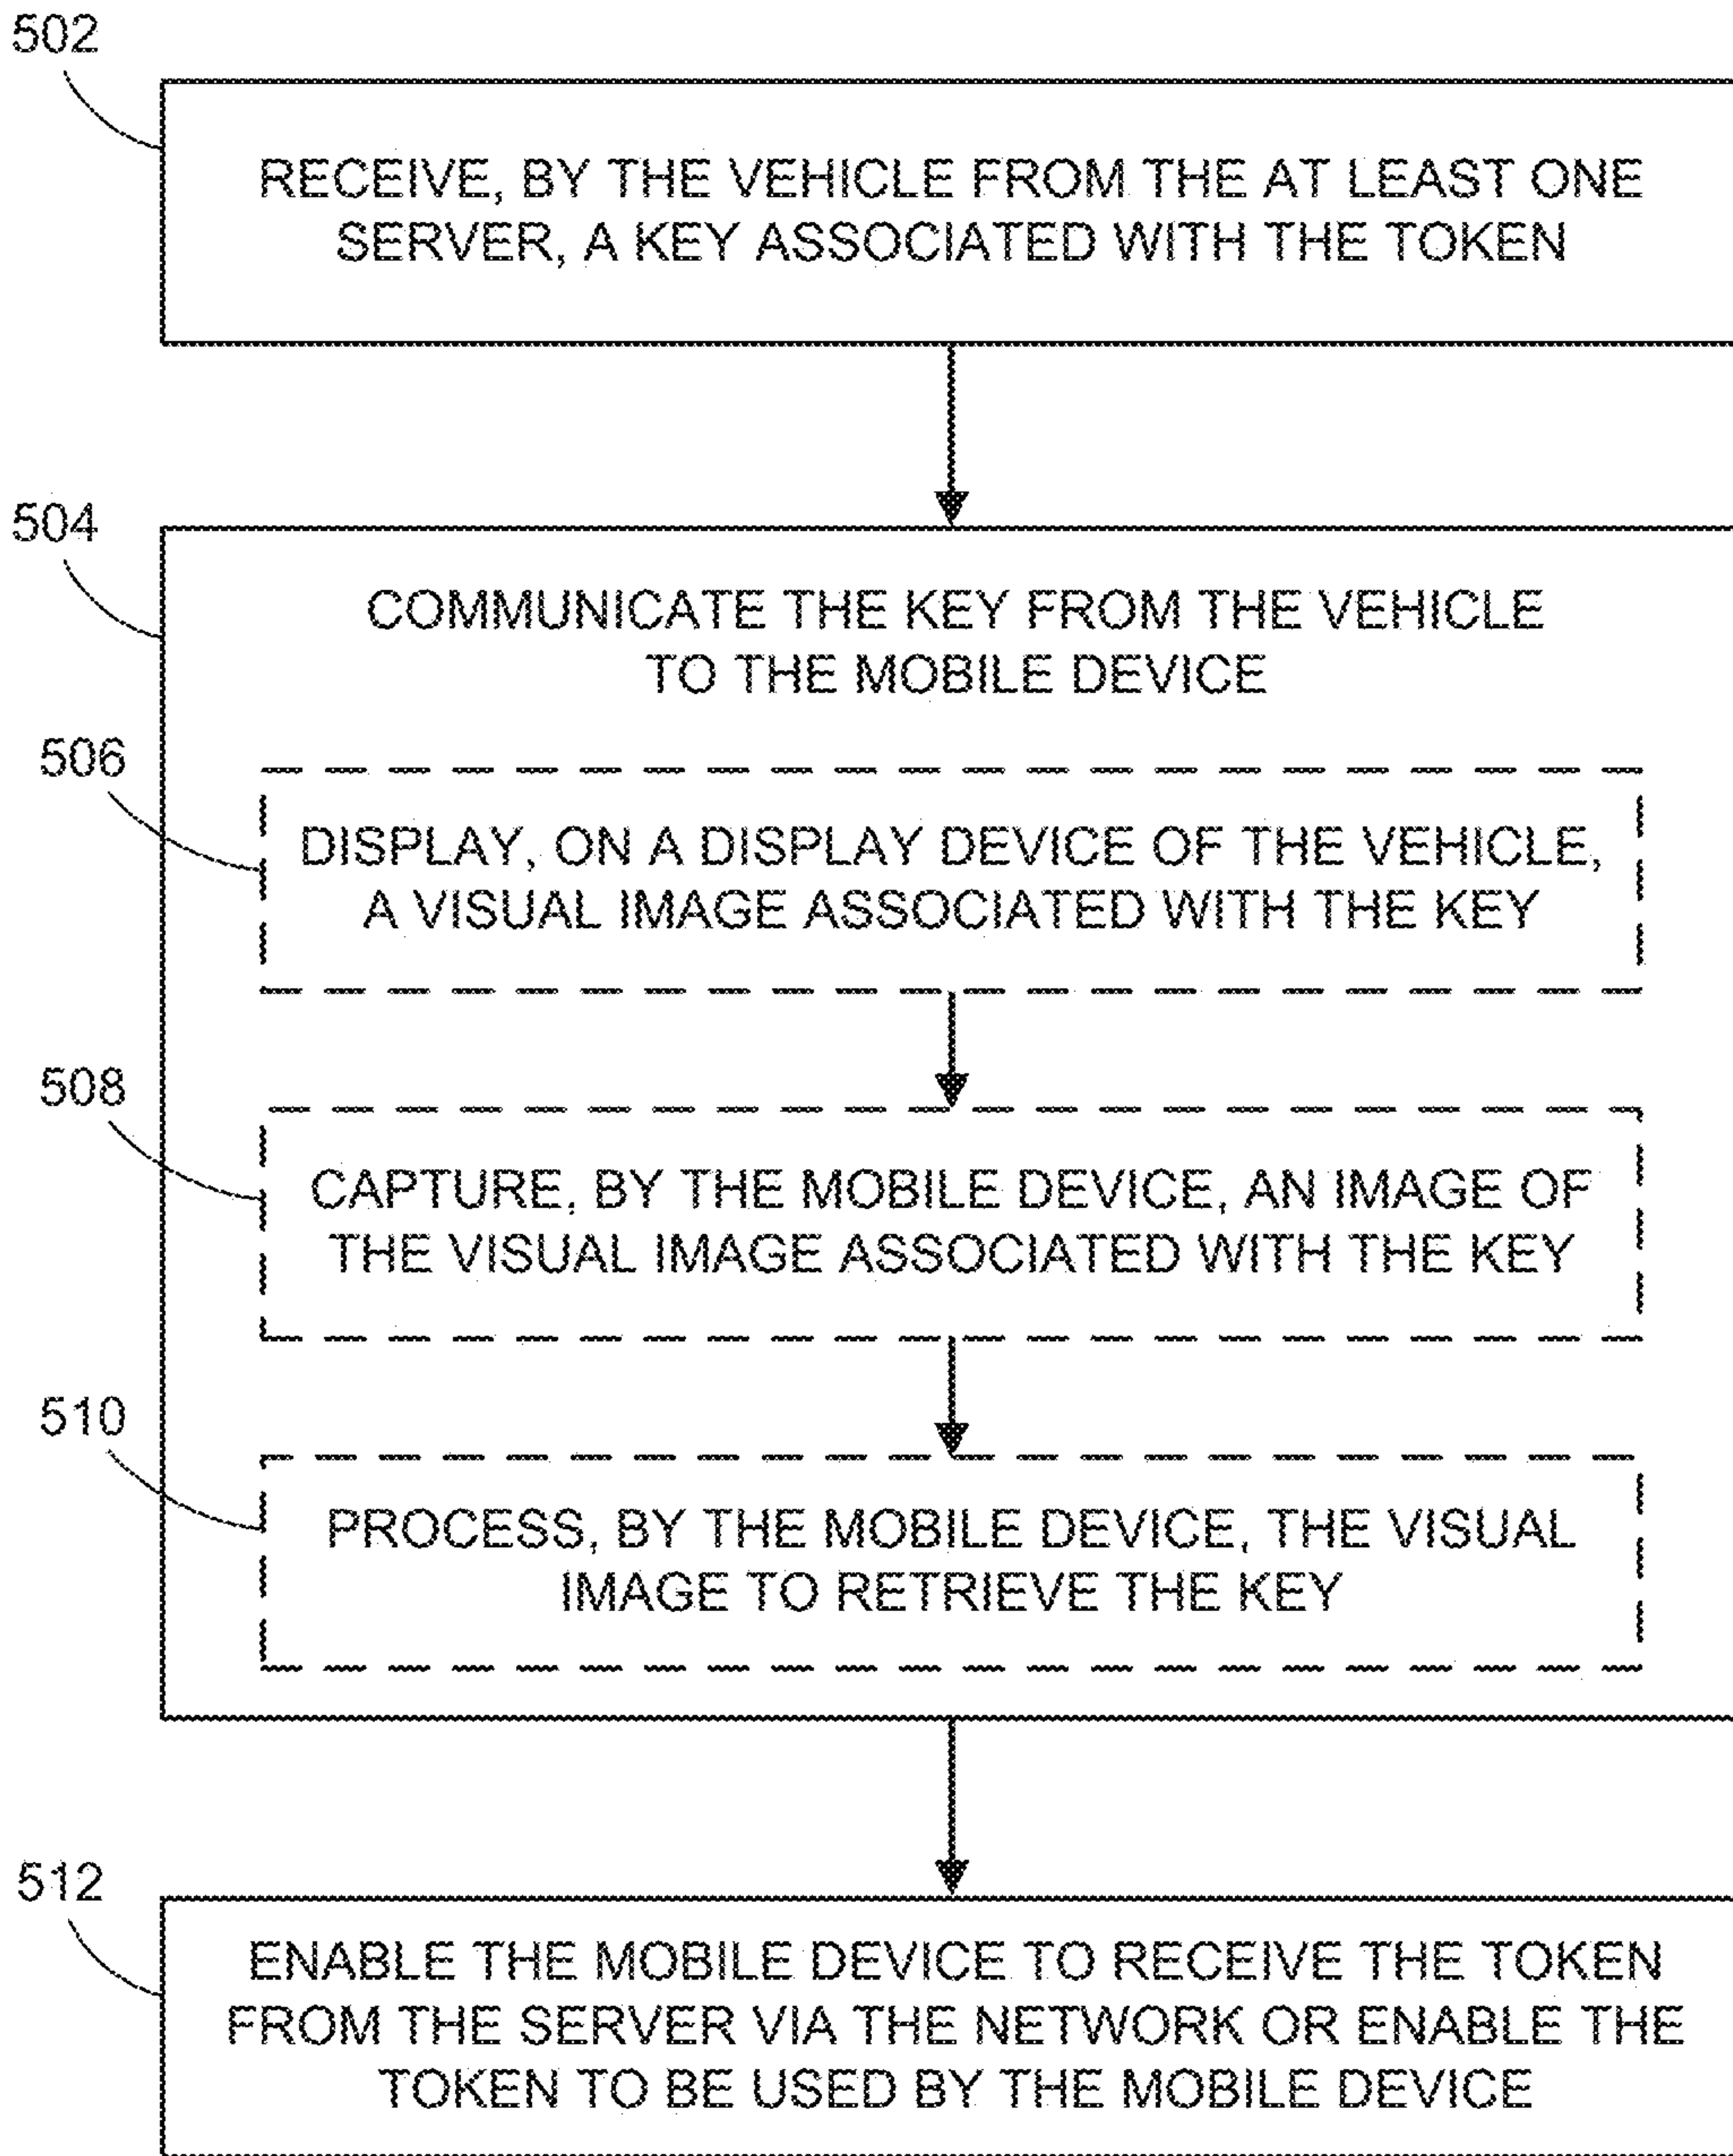 502
RECEIVE, BY THE VEHICLE FROM THE AT LEAST ONE
SERVER, A KEY ASSOCIATED WITH THE TOKEN
504
COMMUNICATE THE KEY FROM THE VEHICLE
TO THE MOBILE DEVICE
506
DISPLAY, ON A DISPLAY DEVICE OF THE VEHICLE,
A VISUAL IMAGE ASSOCIATED WITH THE KEY
508
CAPTURE, BY THE MOBILE DEVICE, AN IMAGE OF
THE VISUAL IMAGE ASSOCIATED WITH THE KEY
510
PROCESS, BY THE MOBILE DEVICE, THE VISUAL
IMAGE TO RETRIEVE THE KEY
512
ENABLE THE MOBILE DEVICE TO RECEIVE THE TOKEN
FROM THE SERVER VIA THE NETWORK OR ENABLE THE
TOKEN TO BE USED BY THE MOBILE DEVICE